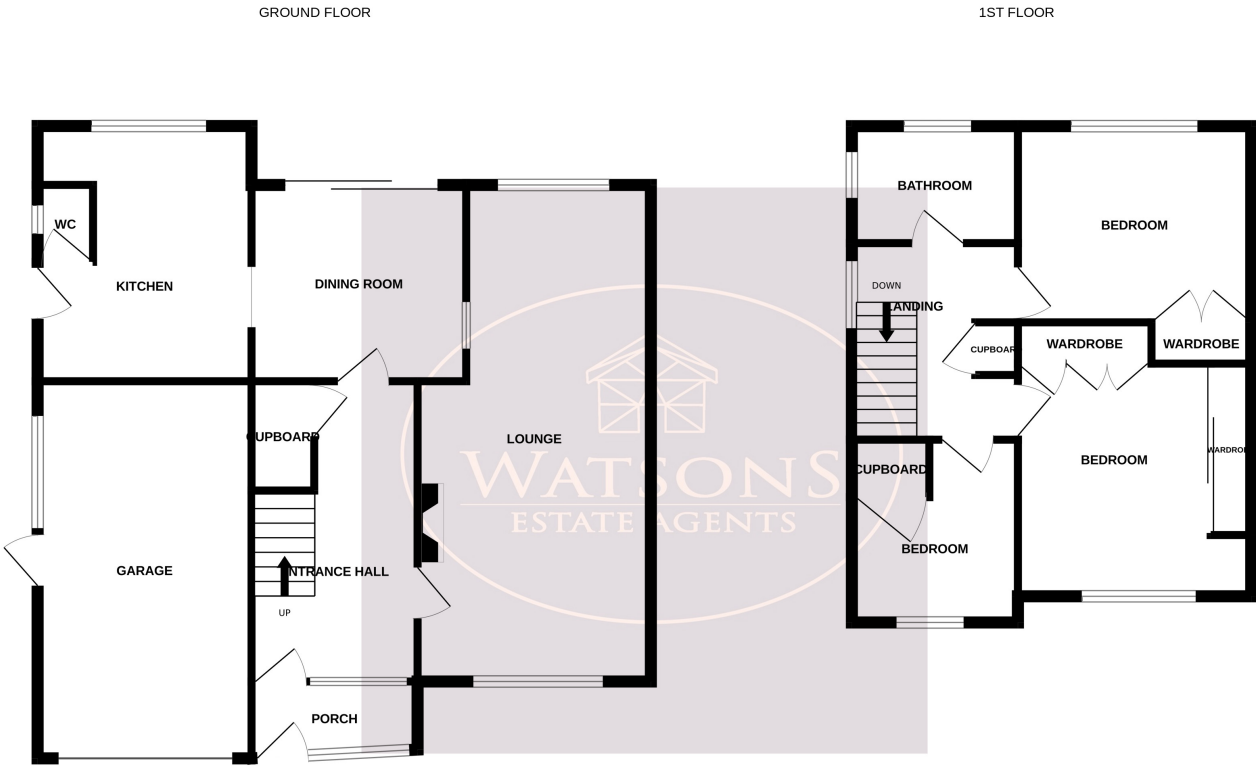 GROUND FLOOR
1ST FLOOR
WC
KITCHEN
DINING ROOM
CUPBOARD
LOUNGE
GARAGE
ENTRANCE HALL
UP
PORCH
WATSONS
ESTATE AGENTS
BATHROOM
BEDROOM
DOWN
LANDING
CUPBOARD
WARDROBE
WARDROBE
BEDROOM
WARDROBE
CUPBOARD
BEDROOM